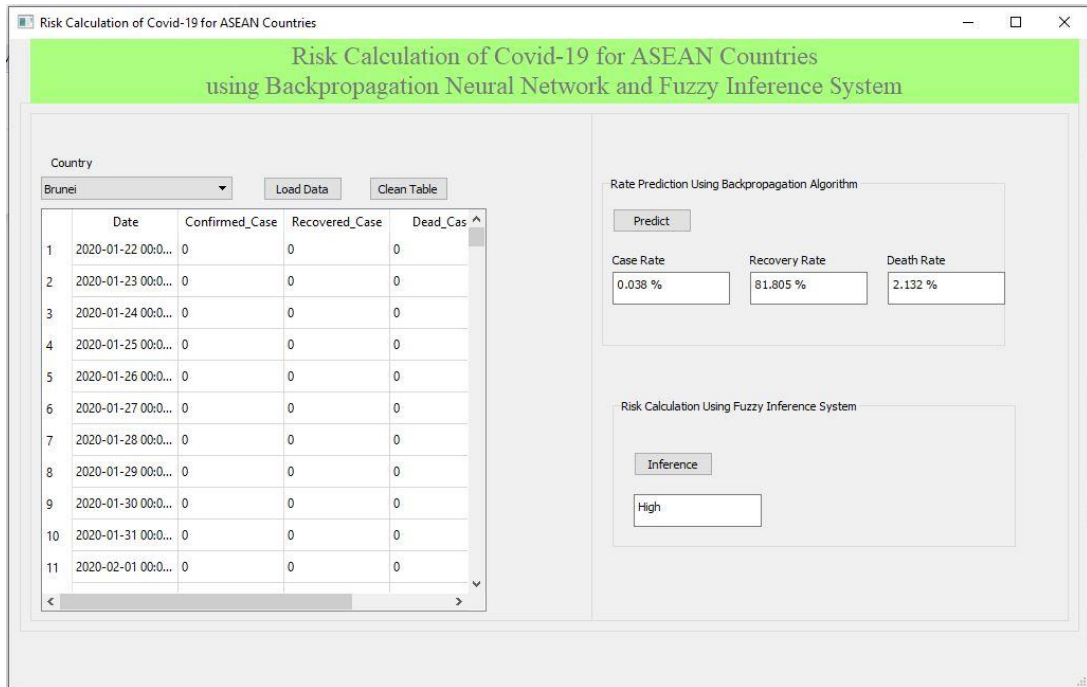 Risk Calculation of Covid-19 for ASEAN Countries
Risk Calculation of Covid-19 for ASEAN Countries
using Backpropagation Neural Network and Fuzzy Inference System
Country
Brunei Load Data Clean Table
Date Confirmed_Case Recovered_Case Dead_Cas
1 2020-01-22 00:0... 0 0 0
2 2020-01-23 00:0... 0 0 0
3 2020-01-24 00:0... 0 0 0
4 2020-01-25 00:0... 0 0 0
5 2020-01-26 00:0... 0 0 0
6 2020-01-27 00:0... 0 0 0
7 2020-01-28 00:0... 0 0 0
8 2020-01-29 00:0... 0 0 0
9 2020-01-30 00:0... 0 0 0
10 2020-01-31 00:0... 0 0 0
11 2020-02-01 00:0... 0 0 0
Rate Prediction Using Backpropagation Algorithm
Predict
Case Rate Recovery Rate Death Rate
0.038 % 81.805 % 2.132 %
Risk Calculation Using Fuzzy Inference System
Inference
High